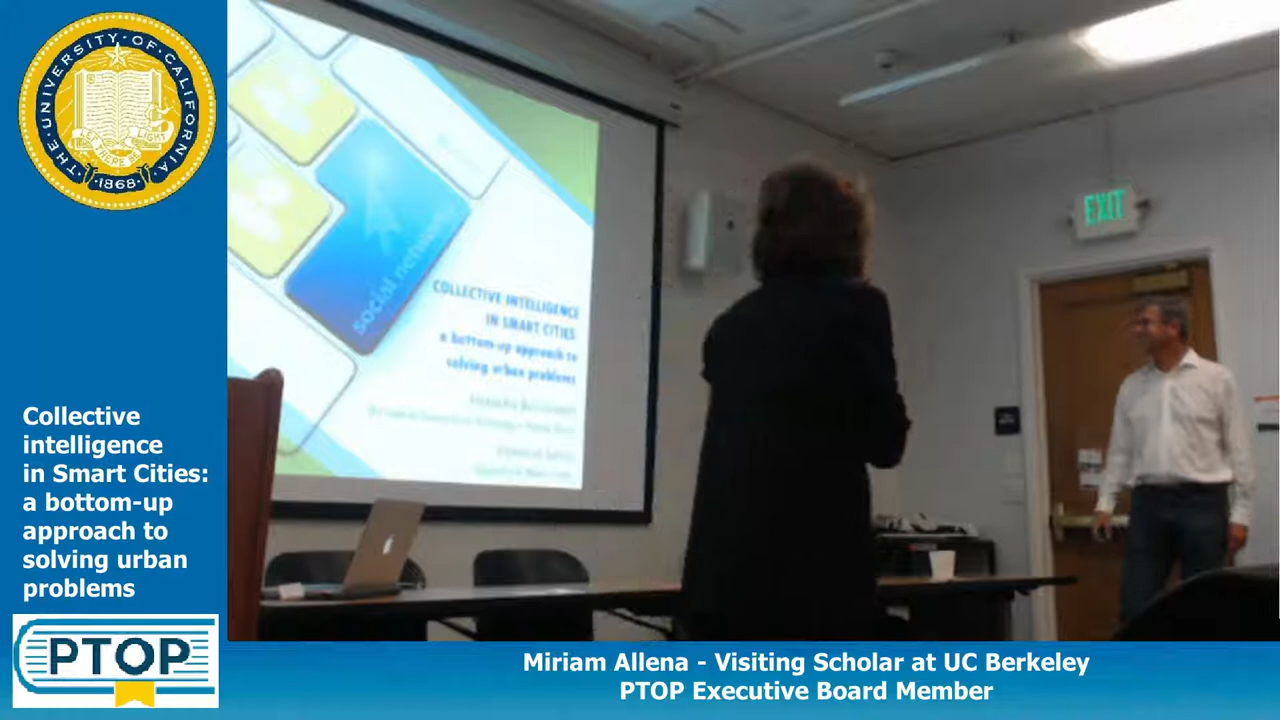 THE·UNIVERSITY·OF·CALIFORNIA
LET THERE BE LIGHT
·1868·
Collective
intelligence
in Smart Cities:
a bottom-up
approach to
solving urban
problems
PTOP
social network
COLLECTIVE INTELLIGENCE
IN SMART CITIES
a bottom-up approach to
solving urban problems
EXIT
Miriam Allena - Visiting Scholar at UC Berkeley
PTOP Executive Board Member